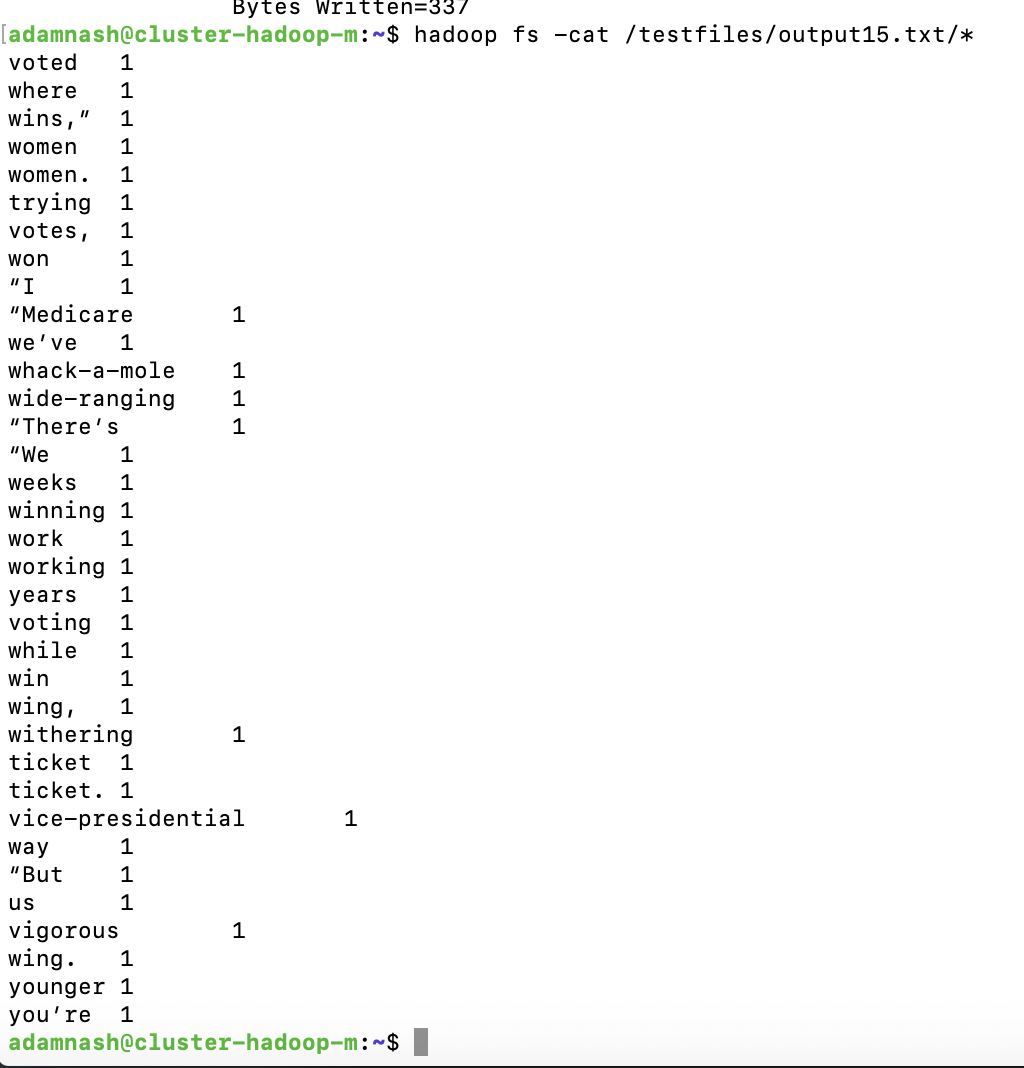 Bytes Written=337
[adamnash@cluster-hadoop-m:~$ hadoop fs -cat /testfiles/output15.txt/*
voted 1
where 1
wins,” 1
women 1
women. 1
trying 1
votes, 1
won 1
“I 1
“Medicare 1
we’ve 1
whack-a-mole 1
wide-ranging 1
“There’s 1
“We 1
weeks 1
winning 1
work 1
working 1
years 1
voting 1
while 1
win 1
wing, 1
withering 1
ticket 1
ticket. 1
vice-presidential 1
way 1
“But 1
us 1
vigorous 1
wing. 1
younger 1
you’re 1
adamnash@cluster-hadoop-m:~$